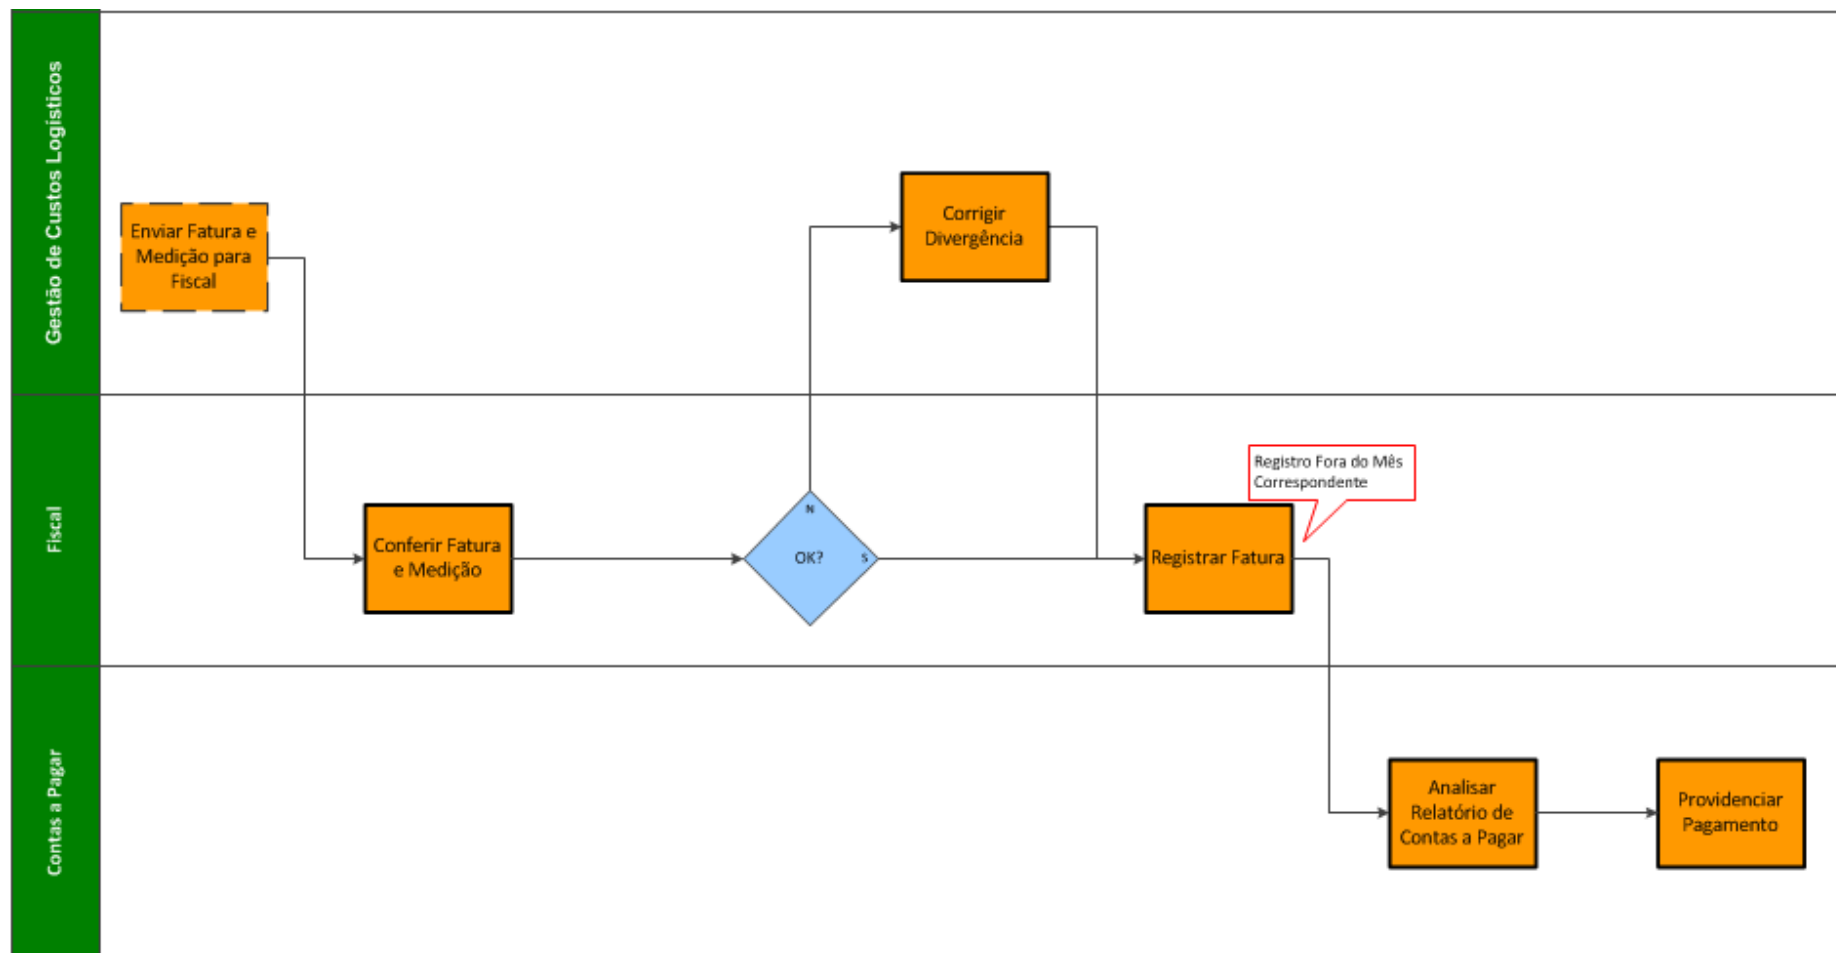 Gestão de Custos Logísticos
Enviar Fatura e
Medição para
Fiscal
Corrigir
Divergência
Fiscal
Conferir Fatura
e Medição
N
OK?
S
Registro Fora do Mês
Correspondente
Registrar Fatura
Contas a Pagar
Analisar
Relatório de
Contas a Pagar
Providenciar
Pagamento